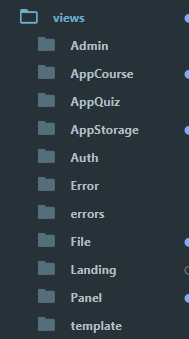 views
Admin
AppCourse
AppQuiz
AppStorage
Auth
Error
errors
File
Landing
Panel
template